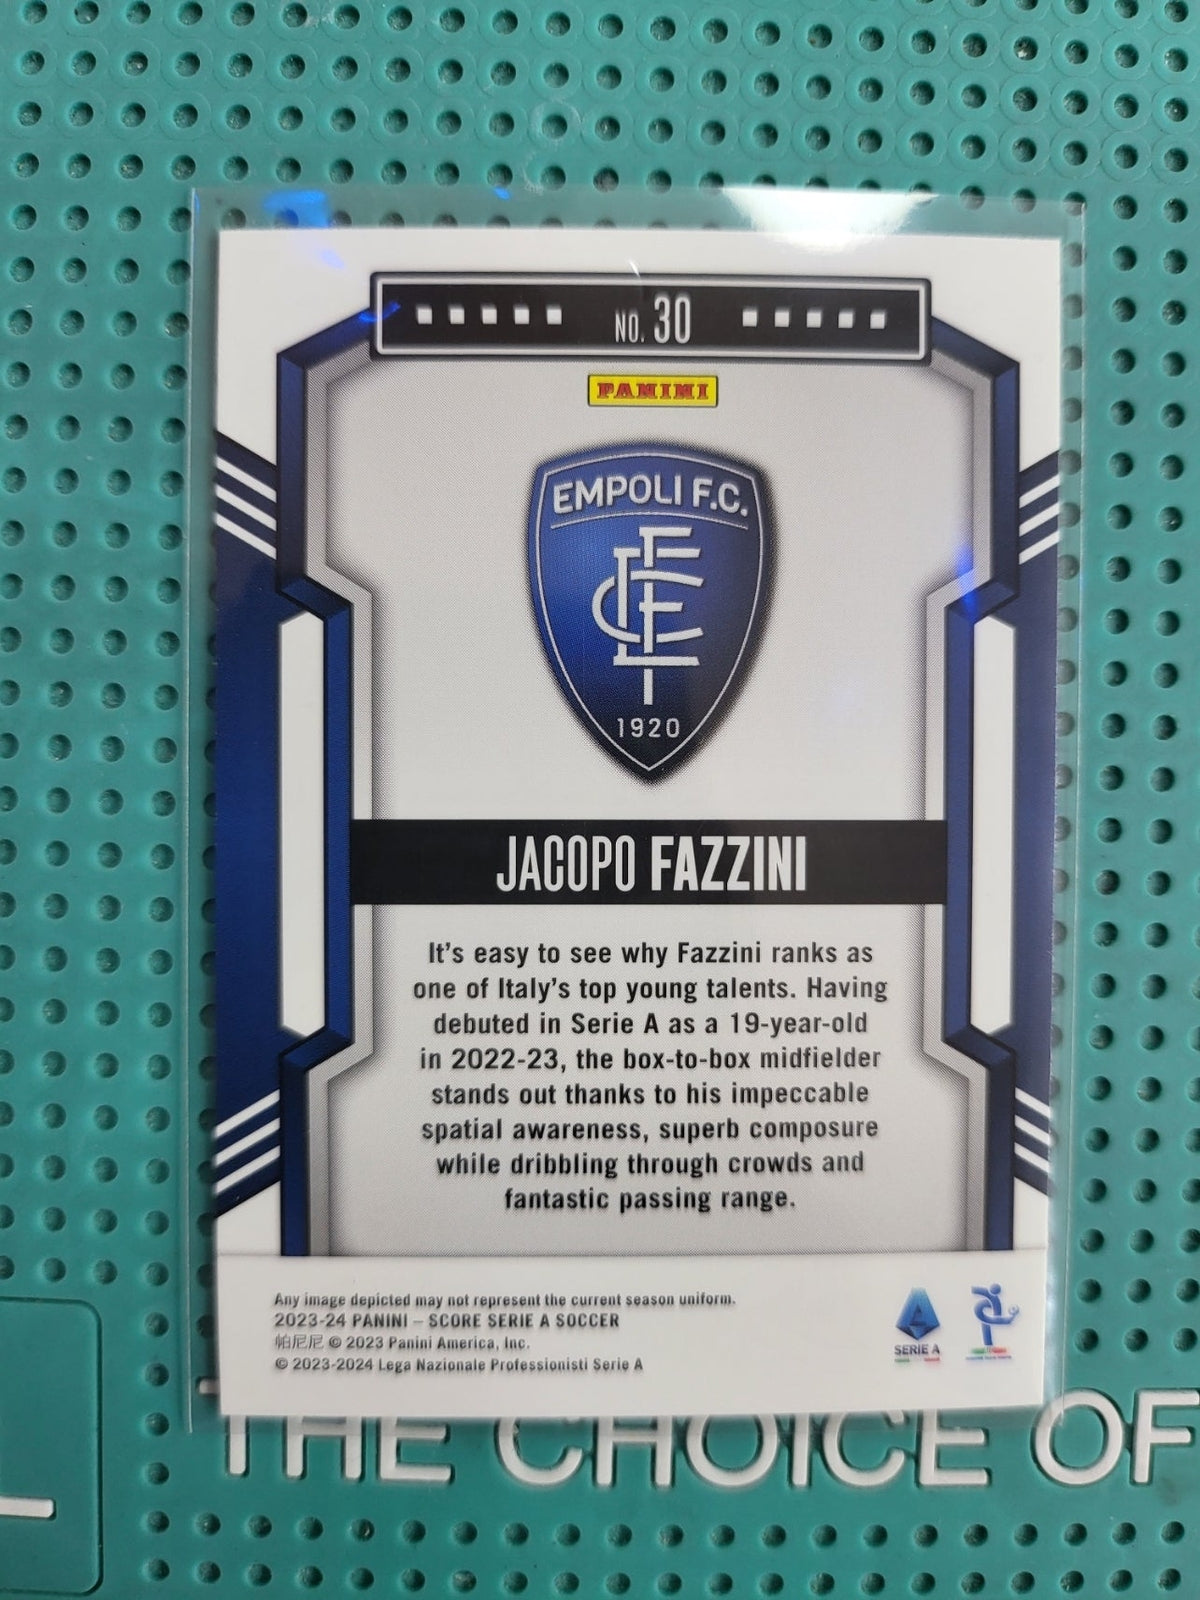 NO. 30
PANINI
EMPOLI F.C.
1920
JACOPO FAZZINI
It's easy to see why Fazzini ranks as
one of Italy's top young talents. Having
debuted in Serie A as a 19-year-old
in 2022-23, the box-to-box midfielder
stands out thanks to his impeccable
spatial awareness, superb composure
while dribbling through crowds and
fantastic passing range.
Any image depicted may not represent the current season uniform.
2023-24 PANINI – SCORE SERIE A SOCCER
帕尼尼 © 2023 Panini America, Inc.
© 2023-2024 Lega Nazionale Professionisti Serie A
SERIE A
THE CHOICE OF